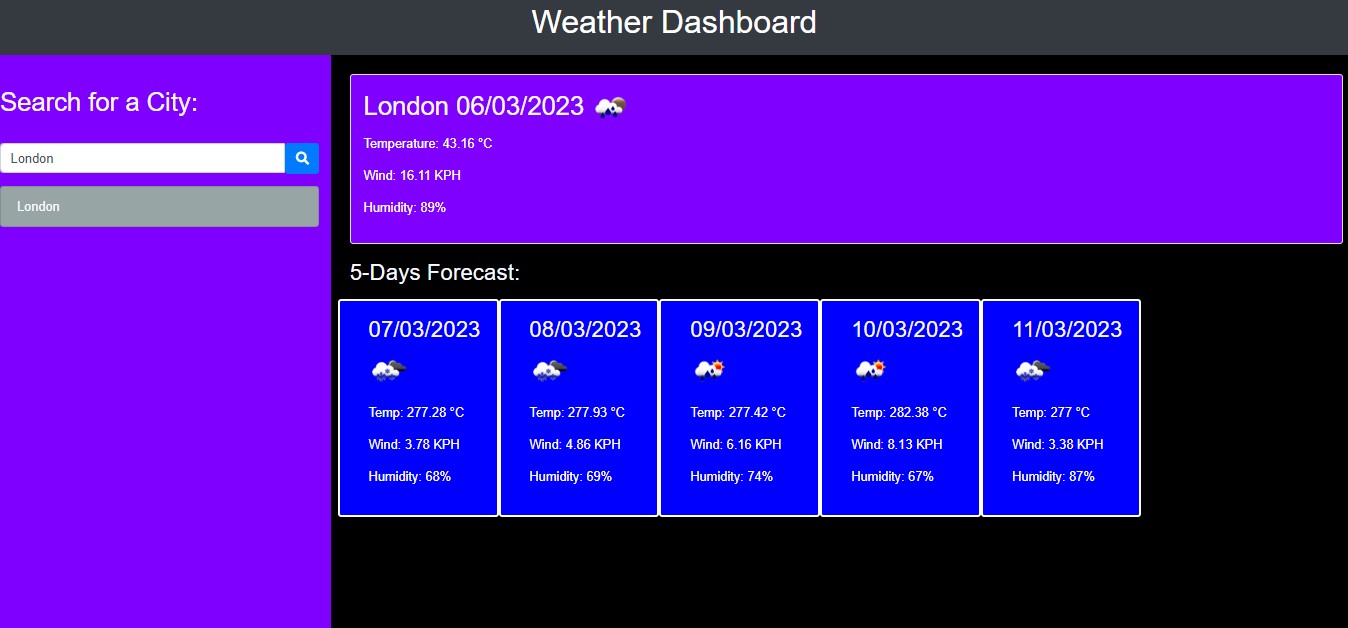 Weather Dashboard
Search for a City:
London
London
London 06/03/2023
Temperature: 43.16 °C
Wind: 16.11 KPH
Humidity: 89%
5-Days Forecast:
07/03/2023
Temp: 277.28 °C
Wind: 3.78 KPH
Humidity: 68%
08/03/2023
Temp: 277.93 °C
Wind: 4.86 KPH
Humidity: 69%
09/03/2023
Temp: 277.42 °C
Wind: 6.16 KPH
Humidity: 74%
10/03/2023
Temp: 282.38 °C
Wind: 8.13 KPH
Humidity: 67%
11/03/2023
Temp: 277 °C
Wind: 3.38 KPH
Humidity: 87%